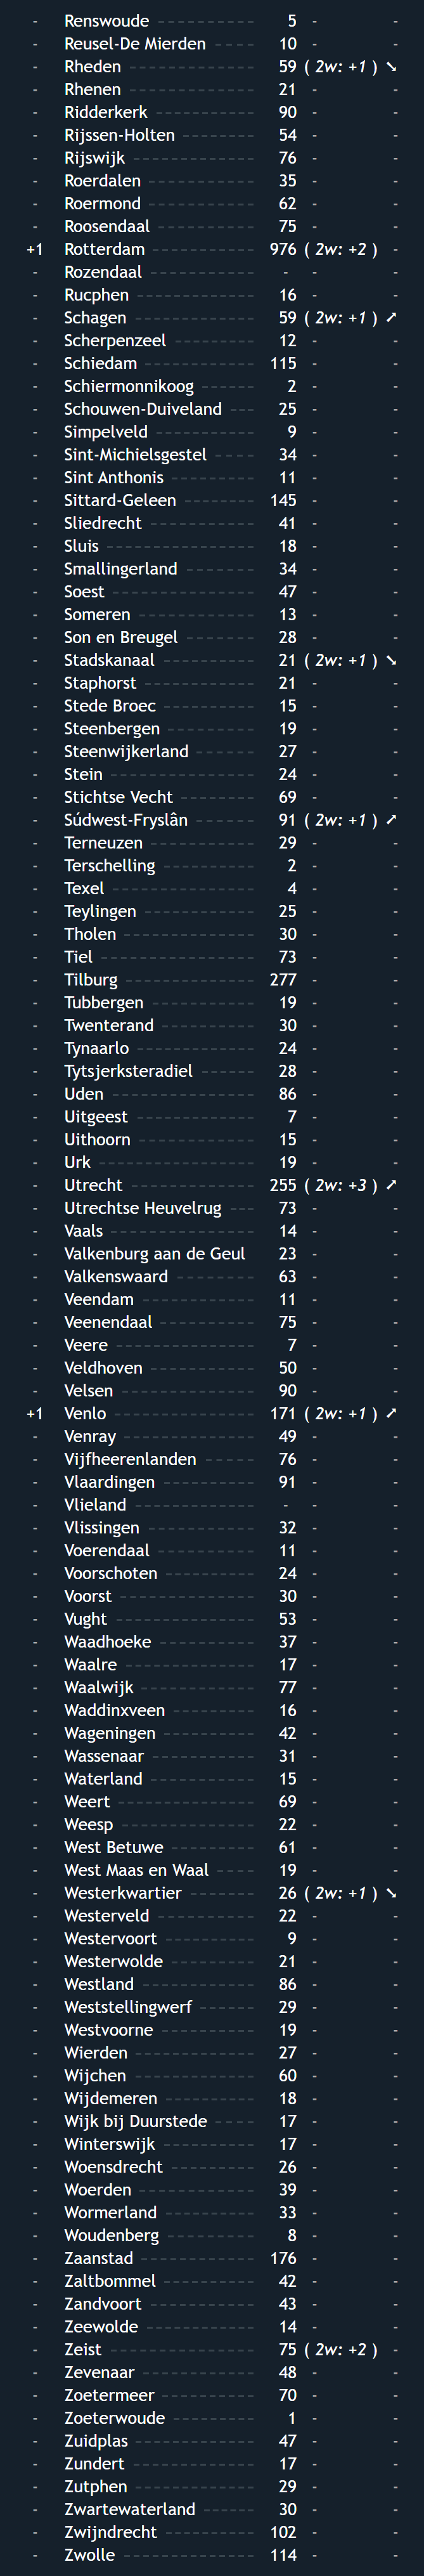 - Renswoude ----------- 5 - -
- Reusel-De Mierden ----- 10 - -
- Rheden ------------- 59 ( 2w: +1 ) ➘
- Rhenen ------------- 21 - -
- Ridderkerk ----------- 90 - -
- Rijssen-Holten --------- 54 - -
- Rijswijk -------------- 76 - -
- Roerdalen ------------ 35 - -
- Roermond ------------ 62 - -
- Roosendaal ----------- 75 - -
+1 Rotterdam ------------ 976 ( 2w: +2 ) -
- Rozendaal ------------ - - -
- Rucphen ------------- 16 - -
- Schagen ------------- 59 ( 2w: +1 ) ➚
- Scherpenzeel --------- 12 - -
- Schiedam ------------ 115 - -
- Schiermonnikoog ------ 2 - -
- Schouwen-Duiveland --- 25 - -
- Simpelveld ----------- 9 - -
- Sint-Michielsgestel ----- 34 - -
- Sint Anthonis ---------- 11 - -
- Sittard-Geleen --------- 145 - -
- Sliedrecht ------------ 41 - -
- Sluis ----------------- 18 - -
- Smallingerland -------- 34 - -
- Soest ---------------- 47 - -
- Someren ------------- 13 - -
- Son en Breugel -------- 28 - -
- Stadskanaal ----------- 21 ( 2w: +1 ) ➘
- Staphorst ------------- 21 - -
- Stede Broec ----------- 15 - -
- Steenbergen ---------- 19 - -
- Steenwijkerland ------- 27 - -
- Stein ---------------- 24 - -
- Stichtse Vecht --------- 69 - -
- Súdwest-Fryslân ------- 91 ( 2w: +1 ) ➚
- Terneuzen ------------ 29 - -
- Terschelling ----------- 2 - -
- Texel ---------------- 4 - -
- Teylingen ------------ 25 - -
- Tholen --------------- 30 - -
- Tiel ------------------ 73 - -
- Tilburg --------------- 277 - -
- Tubbergen ------------ 19 - -
- Twenterand ----------- 30 - -
- Tynaarlo ------------- 24 - -
- Tytsjerksteradiel ------- 28 - -
- Uden ---------------- 86 - -
- Uitgeest ------------- 7 - -
- Uithoorn ------------- 15 - -
- Urk ----------------- 19 - -
- Utrecht -------------- 255 ( 2w: +3 ) ➚
- Utrechtse Heuvelrug --- 73 - -
- Vaals ---------------- 14 - -
- Valkenburg aan de Geul 23 - -
- Valkenswaard --------- 63 - -
- Veendam ------------- 11 - -
- Veenendaal ----------- 75 - -
- Veere ---------------- 7 - -
- Veldhoven ------------ 50 - -
- Velsen --------------- 90 - -
+1 Venlo ---------------- 171 ( 2w: +1 ) ➚
- Venray --------------- 49 - -
- Vijfheerenlanden ------ 76 - -
- Vlaardingen ----------- 91 - -
- Vlieland -------------- - - -
- Vlissingen ------------ 32 - -
- Voerendaal ----------- 11 - -
- Voorschoten ---------- 24 - -
- Voorst --------------- 30 - -
- Vught ---------------- 53 - -
- Waadhoeke ----------- 37 - -
- Waalre --------------- 17 - -
- Waalwijk ------------- 77 - -
- Waddinxveen --------- 16 - -
- Wageningen ---------- 42 - -
- Wassenaar ------------ 31 - -
- Waterland ------------ 15 - -
- Weert --------------- 69 - -
- Weesp --------------- 22 - -
- West Betuwe ---------- 61 - -
- West Maas en Waal ----- 19 - -
- Westerkwartier -------- 26 ( 2w: +1 ) ➘
- Westerveld ----------- 22 - -
- Westervoort ---------- 9 - -
- Westerwolde ---------- 21 - -
- Westland ------------- 86 - -
- Weststellingwerf ------ 29 - -
- Westvoorne ----------- 19 - -
- Wierden -------------- 27 - -
- Wijchen -------------- 60 - -
- Wijdemeren ---------- 18 - -
- Wijk bij Duurstede ----- 17 - -
- Winterswijk ----------- 17 - -
- Woensdrecht ---------- 26 - -
- Woerden ------------- 39 - -
- Wormerland ---------- 33 - -
- Woudenberg ---------- 8 - -
- Zaanstad ------------- 176 - -
- Zaltbommel ----------- 42 - -
- Zandvoort ------------ 43 - -
- Zeewolde ------------- 14 - -
- Zeist ---------------- 75 ( 2w: +2 ) -
- Zevenaar ------------- 48 - -
- Zoetermeer ----------- 70 - -
- Zoeterwoude ---------- 1 - -
- Zuidplas -------------- 47 - -
- Zundert -------------- 17 - -
- Zutphen -------------- 29 - -
- Zwartewaterland ------ 30 - -
- Zwijndrecht ----------- 102 - -
- Zwolle --------------- 114 - -